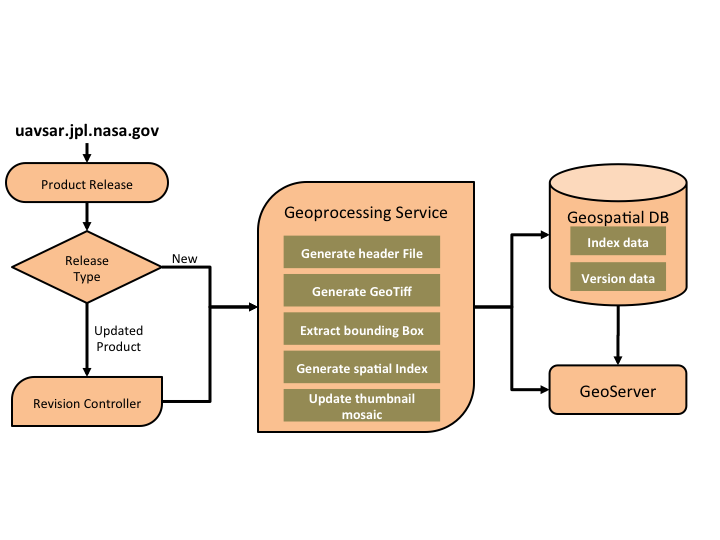 uavsar.jpl.nasa.gov
Product Release
Release
Type
New
Updated
Product
Revision Controller
Geoprocessing Service
Generate header File
Generate GeoTiff
Extract bounding Box
Generate spatial Index
Update thumbnail
mosaic
Geospatial DB
Index data
Version data
GeoServer